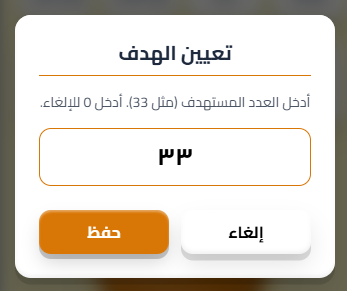 تعيين الهدف
أدخل العدد المستهدف (مثل 33). أدخل 0 للإلغاء.
٣٣
إلغاء
حفظ